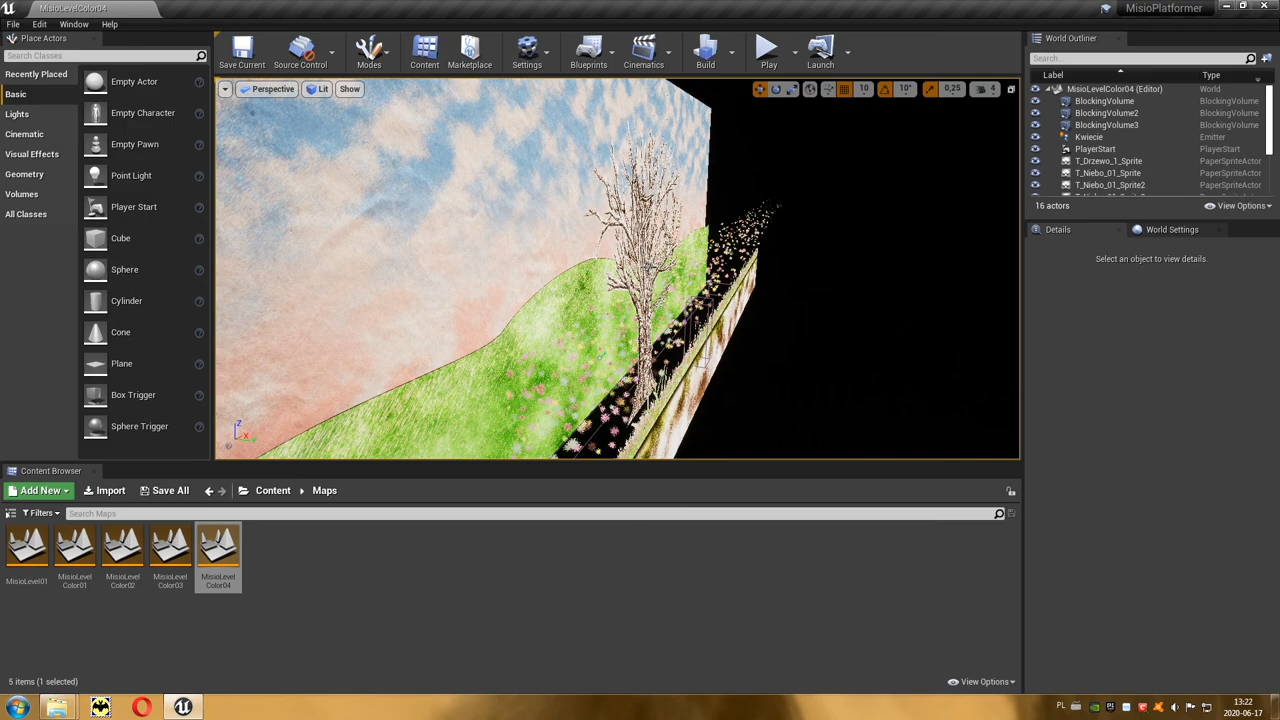 MisioLevelColor04
MisioPlatformer
File Edit Window Help
Place Actors
Search Classes
Recently Placed
Basic
Lights
Cinematic
Visual Effects
Geometry
Volumes
All Classes
Empty Actor
Empty Character
Empty Pawn
Point Light
Player Start
Cube
Sphere
Cylinder
Cone
Plane
Box Trigger
Sphere Trigger
Save Current Source Control Modes Content Marketplace Settings Blueprints Cinematics Build Play Launch
Perspective Lit Show
10 10° 0,25 4
Z
X
Y
World Outliner
Search...
Label Type
MisioLevelColor04 (Editor) World
BlockingVolume BlockingVolume
BlockingVolume2 BlockingVolume
BlockingVolume3 BlockingVolume
Kwiecie Emitter
PlayerStart PlayerStart
T_Drzewo_1_Sprite PaperSpriteActor
T_Niebo_01_Sprite PaperSpriteActor
T_Niebo_01_Sprite2 PaperSpriteActor
16 actors View Options
Details World Settings
Select an object to view details.
Content Browser
Add New Import Save All Content Maps
Filters Search Maps
MisioLevel01
MisioLevel
Color01
MisioLevel
Color02
MisioLevel
Color03
MisioLevel
Color04
5 items (1 selected) View Options
PL
13:22
2020-06-17